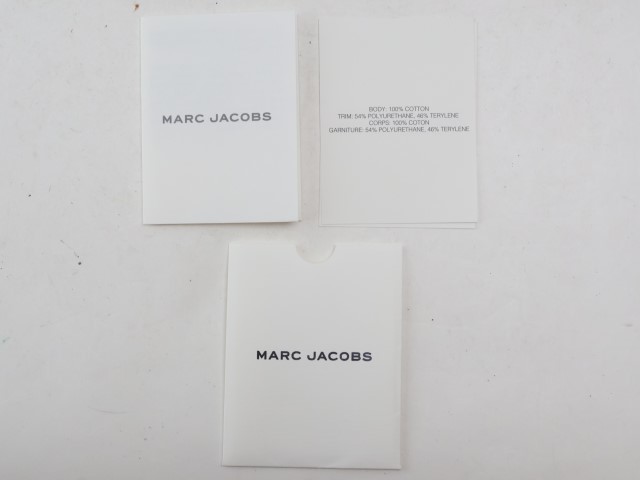 MARC JACOBS
BODY: 100% COTTON
TRIM: 54% POLYURETHANE, 46% TERYLENE
CORPS: 100% COTON
GARNITURE: 54% POLYURETHANE, 46% TERYLENE
MARC JACOBS